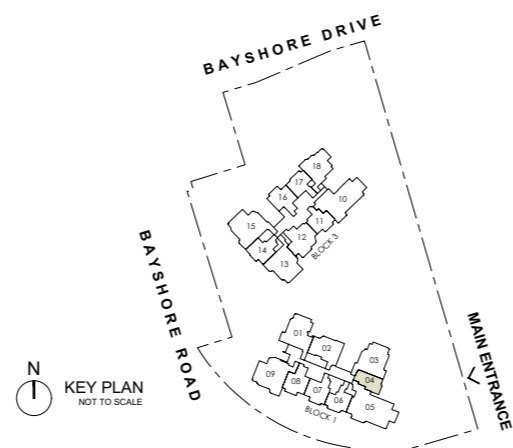 BAYSHORE DRIVE
18
17
16
10
15
11
12
14
13
BLOCK 3
BAYSHORE ROAD
01
02
03
09
08
07
04
06
05
BLOCK 1
MAIN ENTRANCE
N
KEY PLAN
NOT TO SCALE